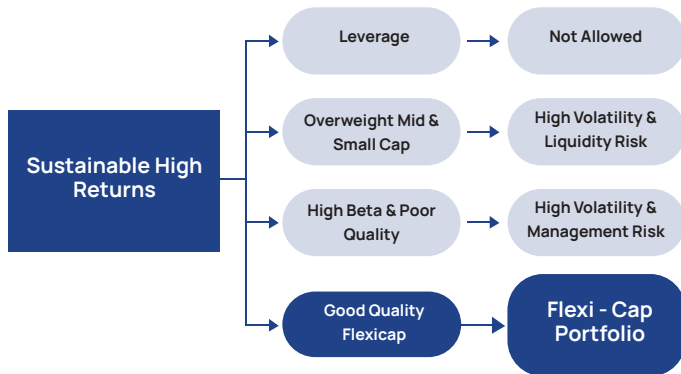 Leverage
Not Allowed
Overweight Mid &
Small Cap
High Volatility &
Liquidity Risk
Sustainable High
Returns
High Beta & Poor
Quality
High Volatility &
Management Risk
Good Quality
Flexicap
Flexi - Cap
Portfolio